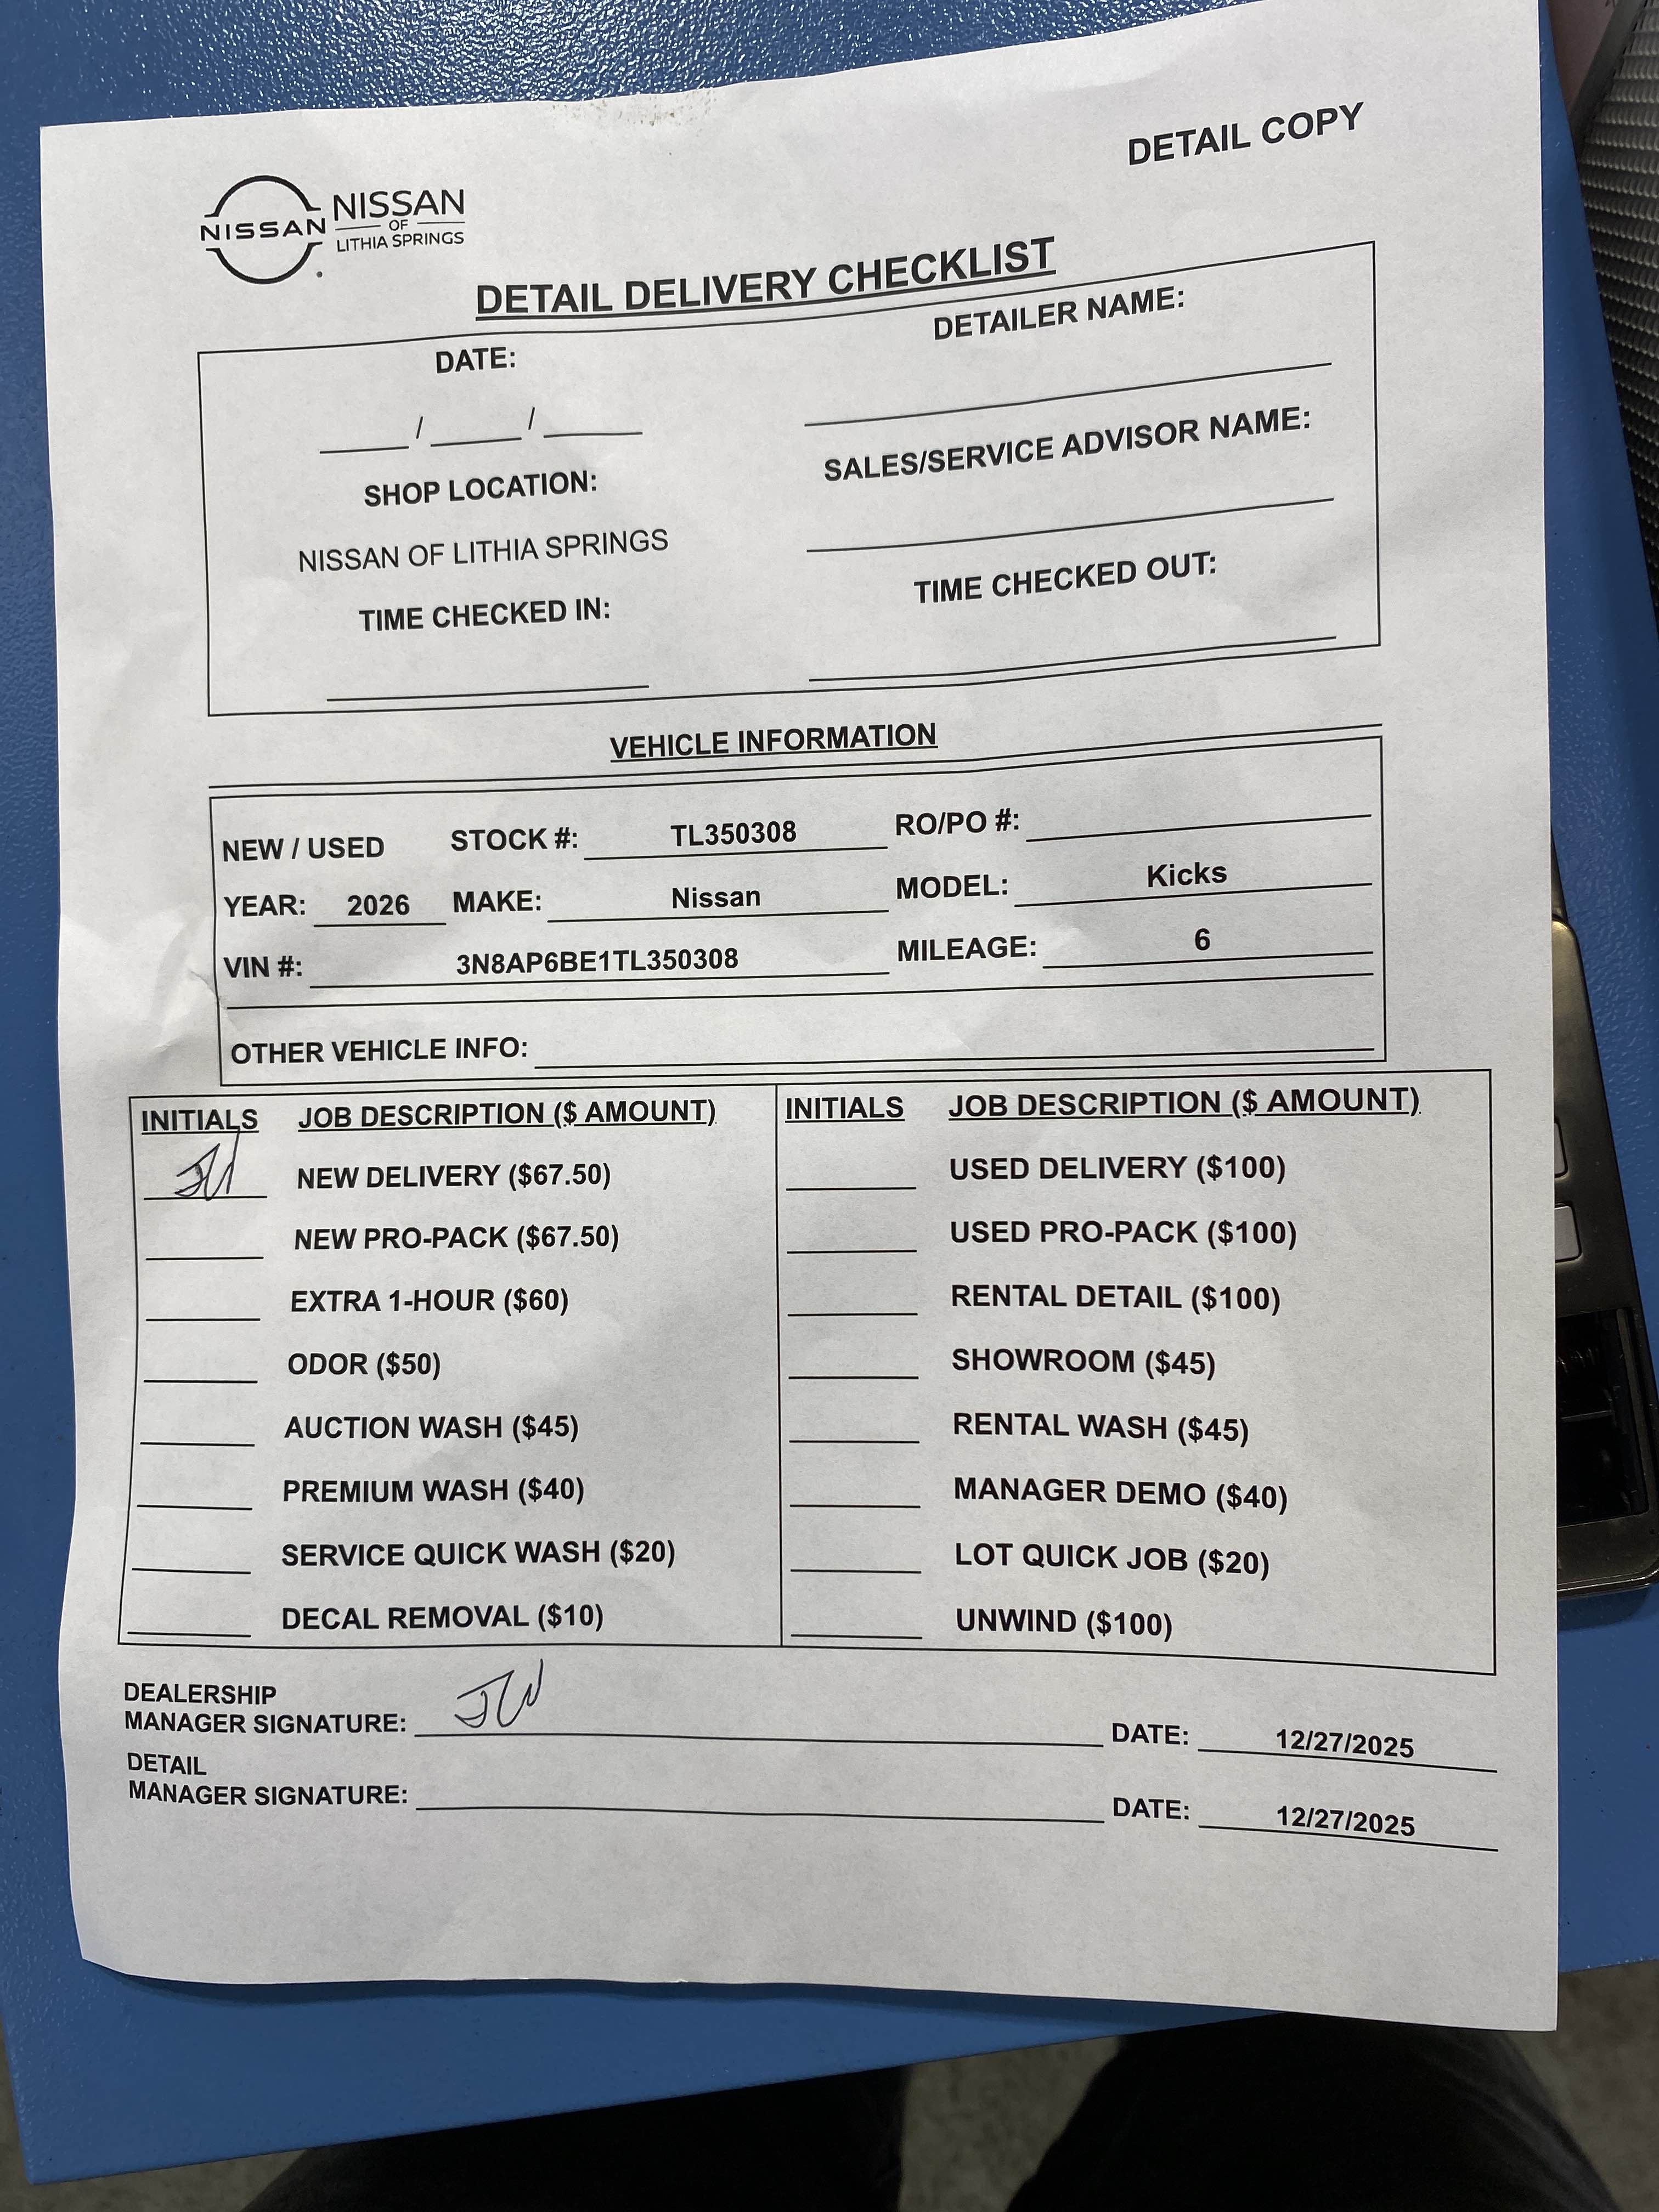 DETAIL COPY
NISSAN NISSAN
OF
LITHIA SPRINGS
DETAIL DELIVERY CHECKLIST
DATE: DETAILER NAME:
____ / ____ / ____
SALES/SERVICE ADVISOR NAME:
SHOP LOCATION:
NISSAN OF LITHIA SPRINGS
TIME CHECKED IN: TIME CHECKED OUT:
VEHICLE INFORMATION
NEW / USED STOCK #: TL350308 RO/PO #:
YEAR: 2026 MAKE: Nissan MODEL: Kicks
VIN #: 3N8AP6BE1TL350308 MILEAGE: 6
OTHER VEHICLE INFO:
INITIALS JOB DESCRIPTION ($ AMOUNT) INITIALS JOB DESCRIPTION ($ AMOUNT)
JW NEW DELIVERY ($67.50) USED DELIVERY ($100)
NEW PRO-PACK ($67.50) USED PRO-PACK ($100)
EXTRA 1-HOUR ($60) RENTAL DETAIL ($100)
ODOR ($50) SHOWROOM ($45)
AUCTION WASH ($45) RENTAL WASH ($45)
PREMIUM WASH ($40) MANAGER DEMO ($40)
SERVICE QUICK WASH ($20) LOT QUICK JOB ($20)
DECAL REMOVAL ($10) UNWIND ($100)
DEALERSHIP
MANAGER SIGNATURE: JW DATE: 12/27/2025
DETAIL
MANAGER SIGNATURE: DATE: 12/27/2025